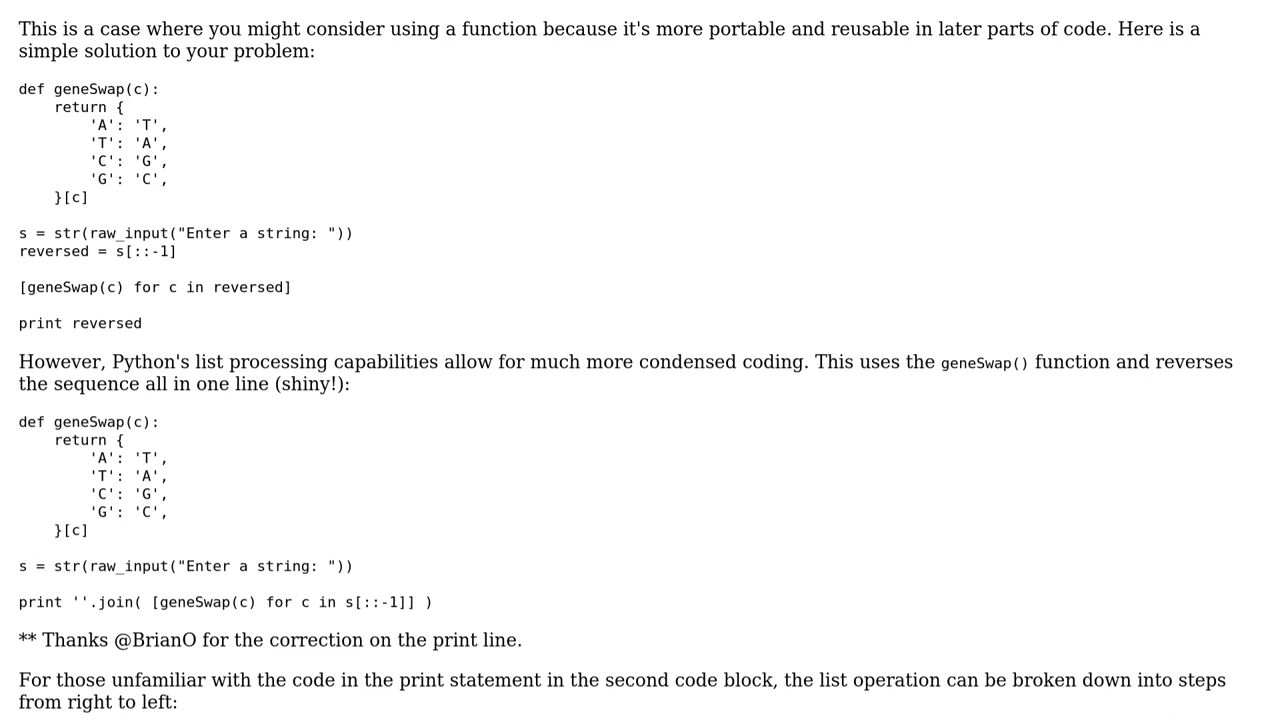 This is a case where you might consider using a function because it's more portable and reusable in later parts of code. Here is a
simple solution to your problem:
def geneSwap(c):
    return {
        'A': 'T',
        'T': 'A',
        'C': 'G',
        'G': 'C',
    }[c]
s = str(raw_input("Enter a string: "))
reversed = s[::-1]
[geneSwap(c) for c in reversed]
print reversed
However, Python's list processing capabilities allow for much more condensed coding. This uses the geneSwap() function and reverses
the sequence all in one line (shiny!):
def geneSwap(c):
    return {
        'A': 'T',
        'T': 'A',
        'C': 'G',
        'G': 'C',
    }[c]
s = str(raw_input("Enter a string: "))
print ''.join( [geneSwap(c) for c in s[::-1]] )
** Thanks @BrianO for the correction on the print line.
For those unfamiliar with the code in the print statement in the second code block, the list operation can be broken down into steps
from right to left: